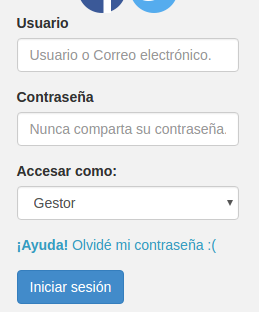 Usuario
Usuario o Correo electrónico.
Contraseña
Nunca comparta su contraseña.
Accesar como:
Gestor
¡Ayuda! Olvidé mi contraseña :(
Iniciar sesión